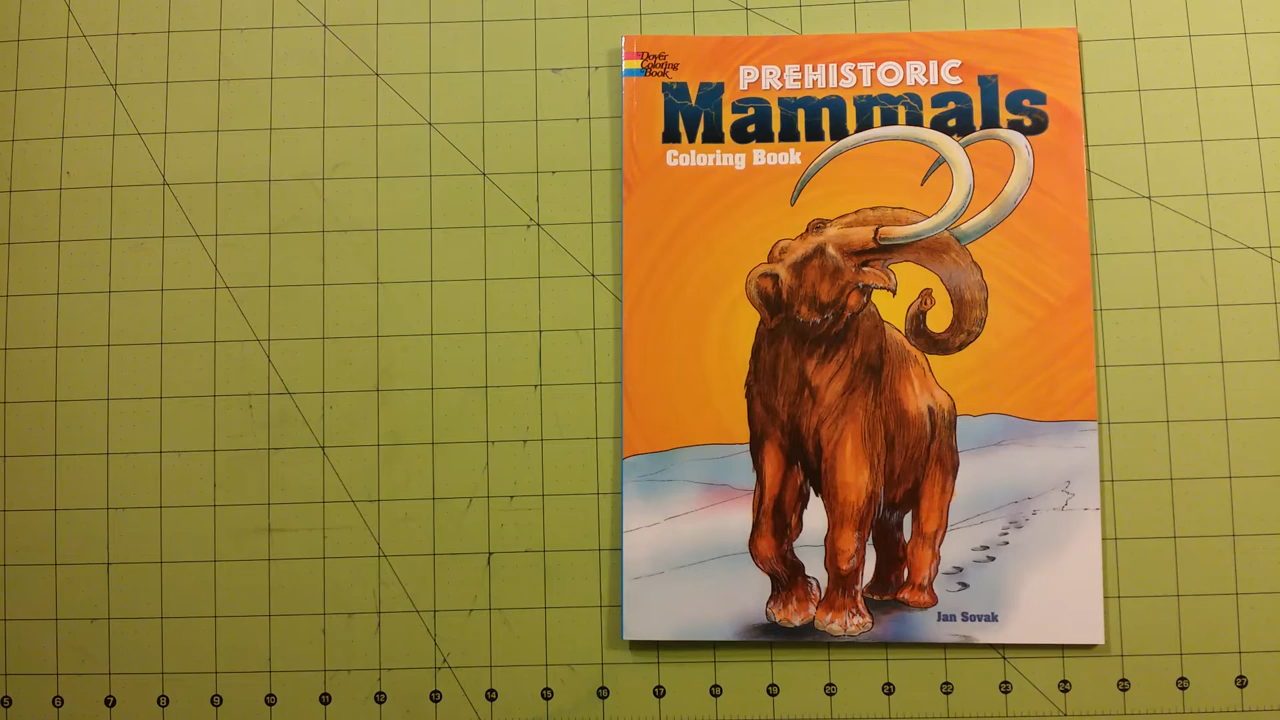 Dover
Coloring
Book
PREHISTORIC
Mammals
Coloring Book
Jan Sovak
5 6 7 8 9 10 11 12 13 14 15 16 17 18 19 20 21 22 23 24 25 26 27